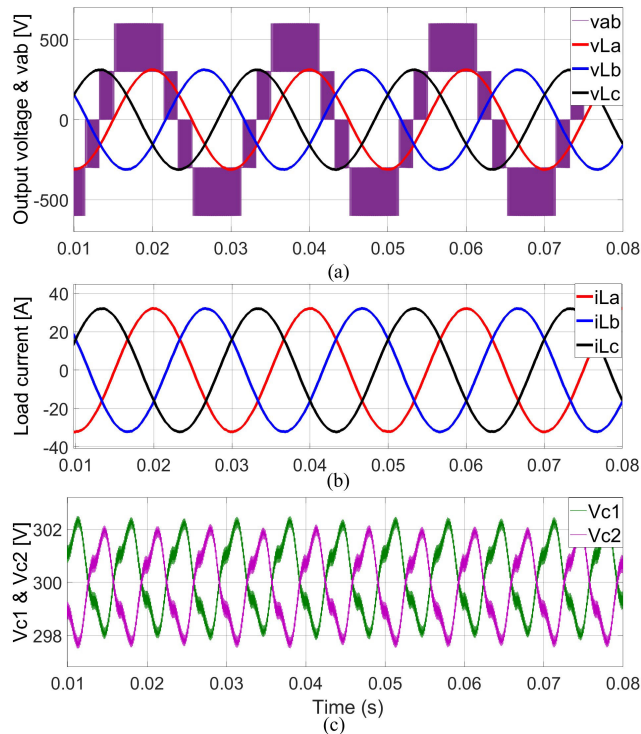 Output voltage & vab [V]
500
0
-500
vab
vLa
vLb
vLc
0.01 0.02 0.03 0.04 0.05 0.06 0.07 0.08
(a)
Load current [A]
40
20
0
-20
-40
iLa
iLb
iLc
0.01 0.02 0.03 0.04 0.05 0.06 0.07 0.08
(b)
Vc1 & Vc2 [V]
302
300
298
Vc1
Vc2
0.01 0.02 0.03 0.04 0.05 0.06 0.07 0.08
Time (s)
(c)